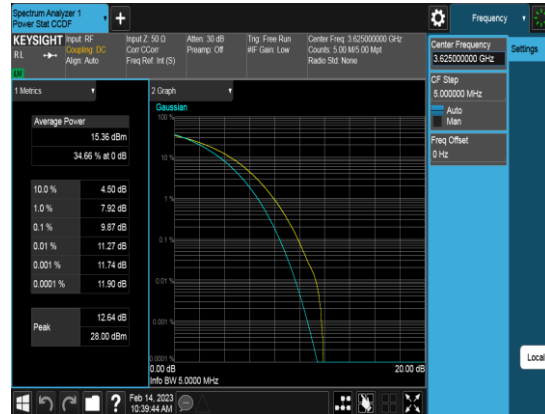 Spectrum Analyzer 1
Power Stat CCDF
+
Frequency
KEYSIGHT
RL
LM
Input: RF
Coupling: DC
Align: Auto
Input Z: 50 Ω
Corr CCorr
Freq Ref: Int (S)
Atten: 30 dB
Preamp: Off
Trig: Free Run
#IF Gain: Low
Center Freq: 3.625000000 GHz
Counts: 5.00 M/5.00 Mpt
Radio Std: None
1 Metrics
Average Power
15.36 dBm
34.66 % at 0 dB
10.0 % 4.50 dB
1.0 % 7.92 dB
0.1 % 9.87 dB
0.01 % 11.27 dB
0.001 % 11.74 dB
0.0001 % 11.90 dB
Peak
12.64 dB
28.00 dBm
2 Graph
Gaussian
100 %
10 %
1 %
0.1 %
0.01 %
0.001 %
0.0001 %
0.00 dB
20.00 dB
Info BW 5.0000 MHz
Center Frequency
3.625000000 GHz
Settings
CF Step
5.000000 MHz
Auto
Man
Freq Offset
0 Hz
Local
?
Feb 14, 2023
10:39:44 AM